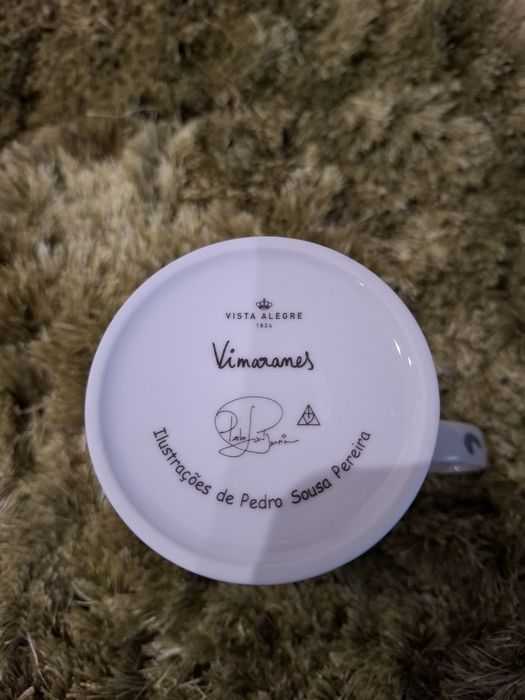 VISTA ALEGRE
1824
Vimaranes
Ilustrações de Pedro Sousa Pereira